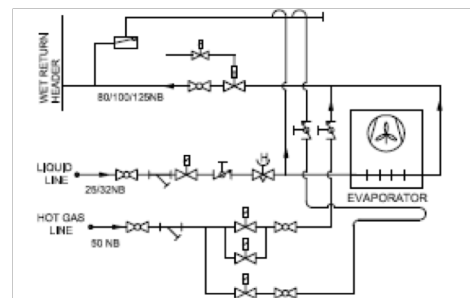 WET RETURN
HEADER
80/100/125NB
LIQUID
LINE
25/32NB
H
EVAPORATOR
HOT GAS
LINE
50 NB